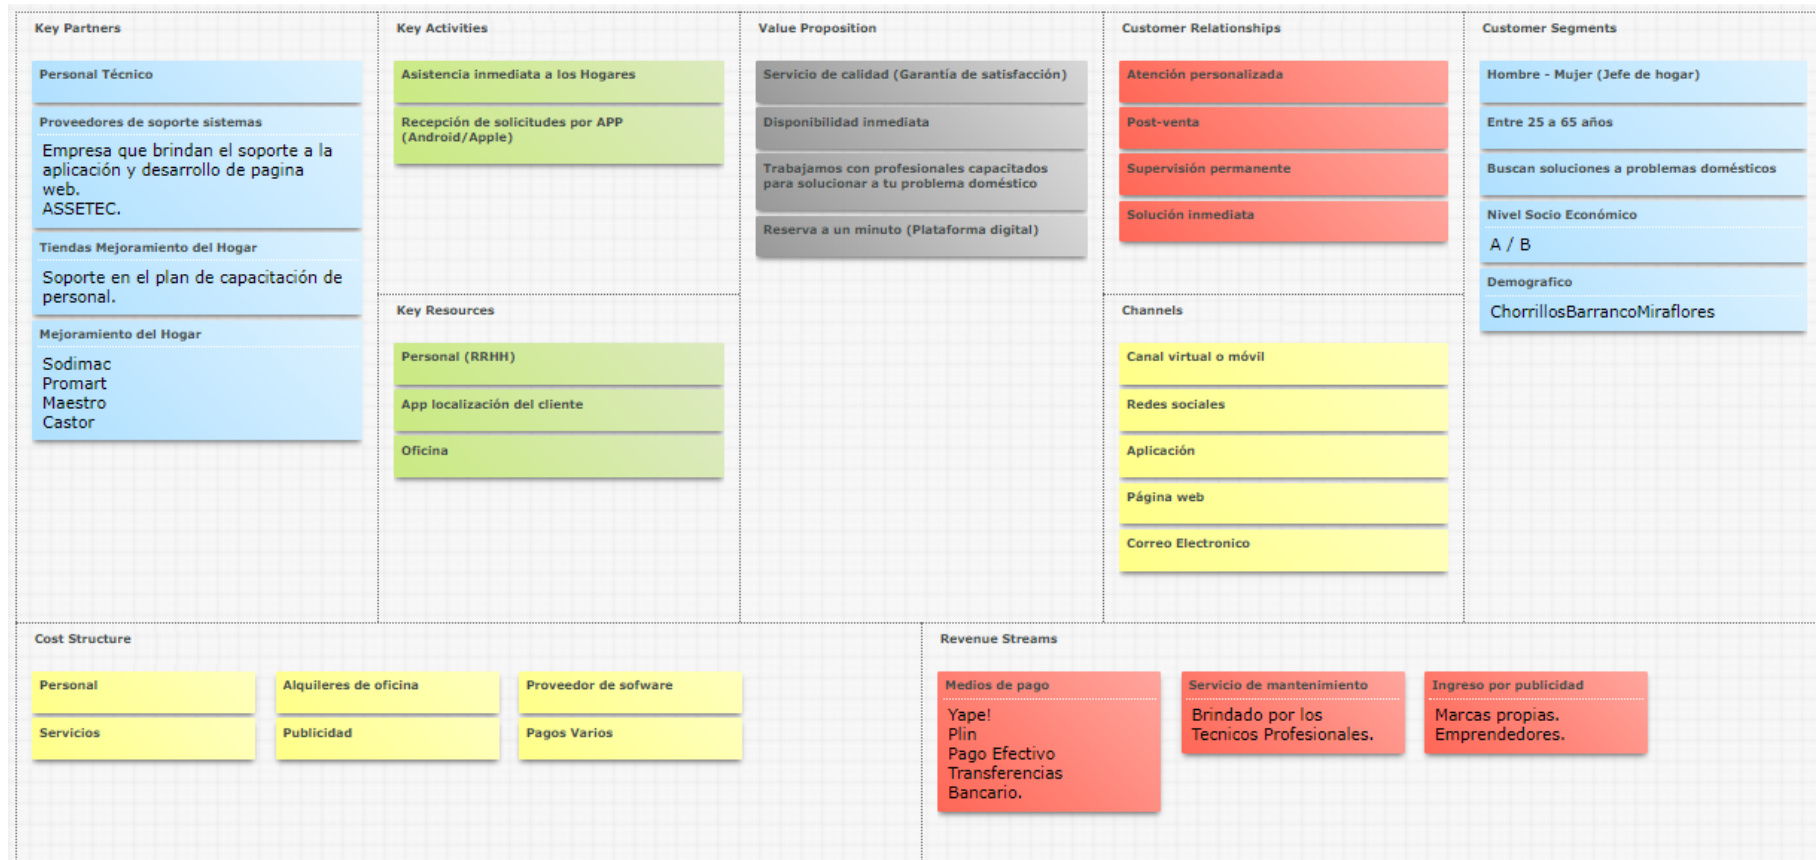 Key Partners
Personal Técnico
Proveedores de soporte sistemas
Empresa que brindan el soporte a la
aplicación y desarrollo de pagina
web.
ASSETEC.
Tiendas Mejoramiento del Hogar
Soporte en el plan de capacitación de
personal.
Mejoramiento del Hogar
Sodimac
Promart
Maestro
Castor
Key Activities
Asistencia inmediata a los Hogares
Recepción de solicitudes por APP
(Android/Apple)
Key Resources
Personal (RRHH)
App localización del cliente
Oficina
Value Proposition
Servicio de calidad (Garantía de satisfacción)
Disponibilidad inmediata
Trabajamos con profesionales capacitados
para solucionar a tu problema doméstico
Reserva a un minuto (Plataforma digital)
Customer Relationships
Atención personalizada
Post-venta
Supervisión permanente
Solución inmediata
Channels
Canal virtual o móvil
Redes sociales
Aplicación
Página web
Correo Electronico
Customer Segments
Hombre - Mujer (Jefe de hogar)
Entre 25 a 65 años
Buscan soluciones a problemas domésticos
Nivel Socio Económico
A / B
Demografico
ChorrillosBarrancoMiraflores
Cost Structure
Personal
Alquileres de oficina
Proveedor de sofware
Servicios
Publicidad
Pagos Varios
Revenue Streams
Medios de pago
Yape!
Plin
Pago Efectivo
Transferencias
Bancario.
Servicio de mantenimiento
Brindado por los
Tecnicos Profesionales.
Ingreso por publicidad
Marcas propias.
Emprendedores.